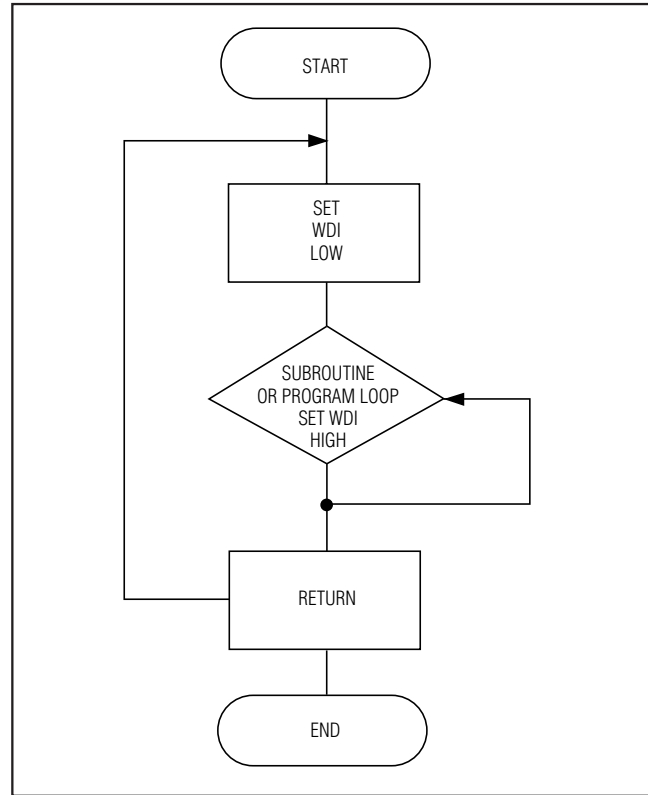 START
SET
WDI
LOW
SUBROUTINE
OR PROGRAM LOOP
SET WDI
HIGH
RETURN
END